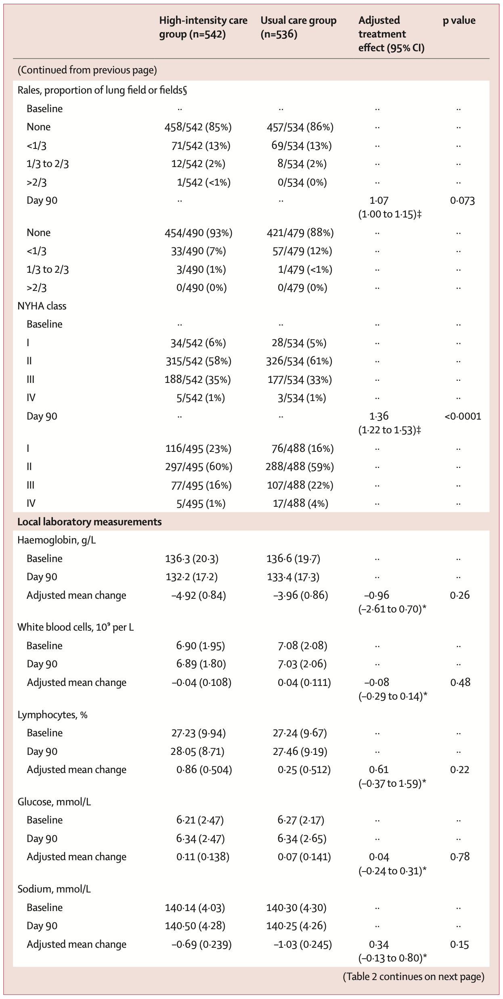 High-intensity care group (n=542) Usual care group (n=536) Adjusted treatment effect (95% CI) p value
(Continued from previous page)
Rales, proportion of lung field or fields§
Baseline ·· ·· ·· ··
None 458/542 (85%) 457/534 (86%) ·· ··
<1/3 71/542 (13%) 69/534 (13%) ·· ··
1/3 to 2/3 12/542 (2%) 8/534 (2%) ·· ··
>2/3 1/542 (<1%) 0/534 (0%) ·· ··
Day 90 ·· ·· 1·07 0·073
(1·00 to 1·15)‡
None 454/490 (93%) 421/479 (88%) ·· ··
<1/3 33/490 (7%) 57/479 (12%) ·· ··
1/3 to 2/3 3/490 (1%) 1/479 (<1%) ·· ··
>2/3 0/490 (0%) 0/479 (0%) ·· ··
NYHA class
Baseline ·· ·· ·· ··
I 34/542 (6%) 28/534 (5%) ·· ··
II 315/542 (58%) 326/534 (61%) ·· ··
III 188/542 (35%) 177/534 (33%) ·· ··
IV 5/542 (1%) 3/534 (1%) ·· ··
Day 90 ·· ·· 1·36 <0·0001
(1·22 to 1·53)‡
I 116/495 (23%) 76/488 (16%) ·· ··
II 297/495 (60%) 288/488 (59%) ·· ··
III 77/495 (16%) 107/488 (22%) ·· ··
IV 5/495 (1%) 17/488 (4%) ·· ··
Local laboratory measurements
Haemoglobin, g/L
Baseline 136·3 (20·3) 136·6 (19·7) ·· ··
Day 90 132·2 (17·2) 133·4 (17·3) ·· ··
Adjusted mean change –4·92 (0·84) –3·96 (0·86) –0·96 0·26
(–2·61 to 0·70)*
White blood cells, 10⁹ per L
Baseline 6·90 (1·95) 7·08 (2·08) ·· ··
Day 90 6·89 (1·80) 7·03 (2·06) ·· ··
Adjusted mean change –0·04 (0·108) 0·04 (0·111) –0·08 0·48
(–0·29 to 0·14)*
Lymphocytes, %
Baseline 27·23 (9·94) 27·24 (9·67) ·· ··
Day 90 28·05 (8·71) 27·46 (9·19) ·· ··
Adjusted mean change 0·86 (0·504) 0·25 (0·512) 0·61 0·22
(–0·37 to 1·59)*
Glucose, mmol/L
Baseline 6·21 (2·47) 6·27 (2·17) ·· ··
Day 90 6·34 (2·47) 6·34 (2·65) ·· ··
Adjusted mean change 0·11 (0·138) 0·07 (0·141) 0·04 0·78
(–0·24 to 0·31)*
Sodium, mmol/L
Baseline 140·14 (4·03) 140·30 (4·30) ·· ··
Day 90 140·50 (4·28) 140·25 (4·26) ·· ··
Adjusted mean change –0·69 (0·239) –1·03 (0·245) 0·34 0·15
(–0·13 to 0·80)*
(Table 2 continues on next page)